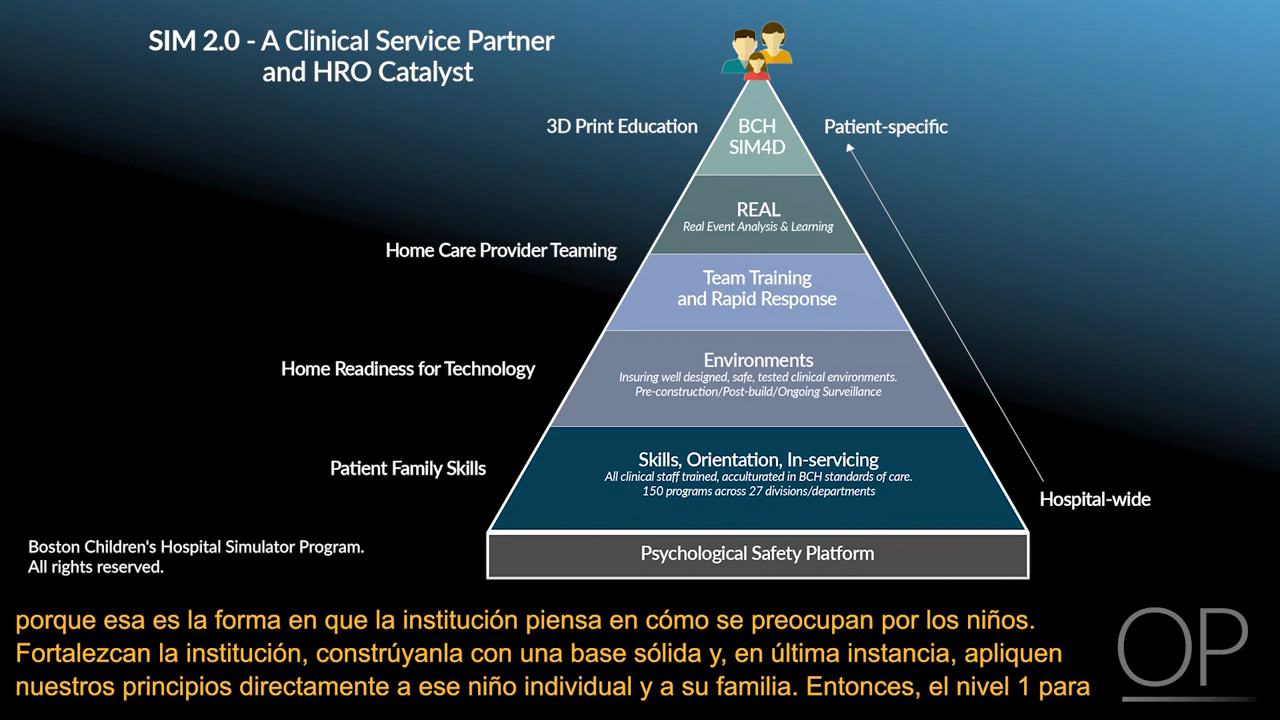 SIM 2.0 - A Clinical Service Partner
and HRO Catalyst
3D Print Education
BCH
SIM4D
Patient-specific
REAL
Real Event Analysis & Learning
Home Care Provider Teaming
Team Training
and Rapid Response
Home Readiness for Technology
Environments
Insuring well designed, safe, tested clinical environments.
Pre-construction/Post-build/Ongoing Surveillance
Patient Family Skills
Skills, Orientation, In-servicing
All clinical staff trained, acculturated in BCH standards of care.
150 programs across 27 divisions/departments
Hospital-wide
Psychological Safety Platform
Boston Children's Hospital Simulator Program.
All rights reserved.
porque esa es la forma en que la institución piensa en cómo se preocupan por los niños.
Fortalezcan la institución, constrúyanla con una base sólida y, en última instancia, apliquen
nuestros principios directamente a ese niño individual y a su familia. Entonces, el nivel 1 para
OP